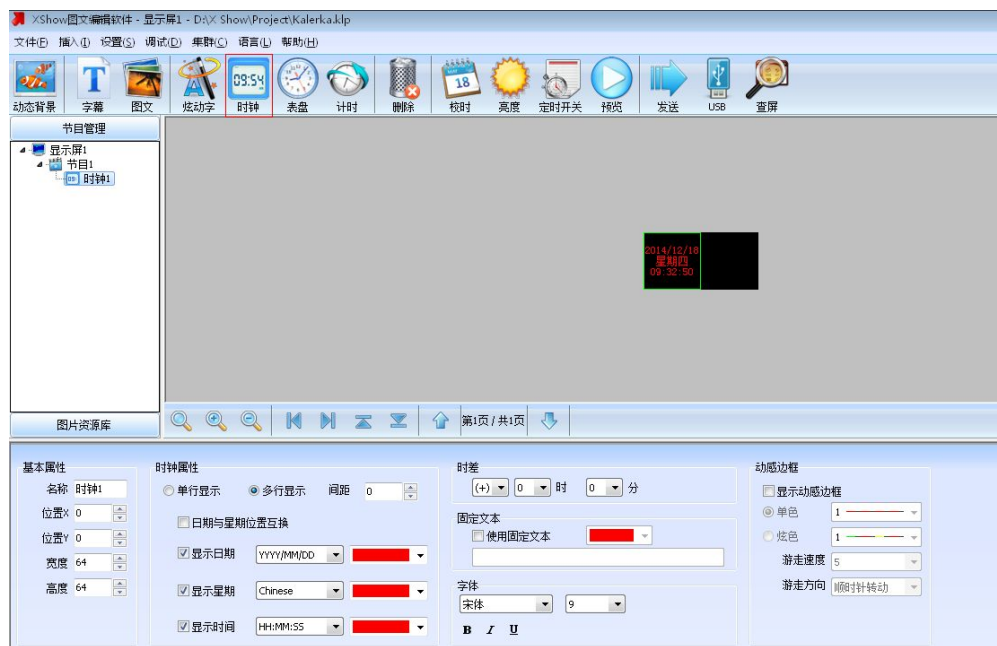 XShow图文编辑软件 - 显示屏1 - D:\X Show\Project\Kalerka.klp
文件(F) 插入(I) 设置(S) 调试(D) 集群(C) 语言(L) 帮助(H)
09:54 18
动态背景 字幕 图文 炫动字 时钟 表盘 计时 删除 校时 亮度 定时开关 预览 发送 USB 查屏
节目管理
显示屏1
节目1
时钟1
2014/12/18
星期四
09:32:50
图片资源库 第1页/共1页
基本属性 时钟属性 时差 动感边框
名称 时钟1 单行显示 多行显示 间距 0 (+) 0 时 0 分 显示动感边框
位置X 0 日期与星期位置互换 固定文本 单色 1
位置Y 0 使用固定文本 炫色 1
宽度 64 显示日期 YYYY/MM/DD 游走速度 5
高度 64 显示星期 Chinese 字体 游走方向 顺时针转动
宋体 9
显示时间 HH:MM:SS B I U